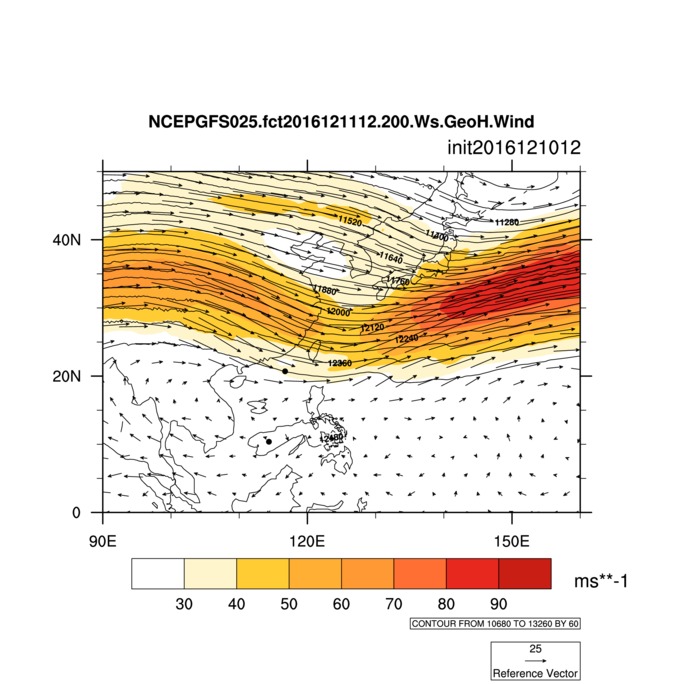 NCEPGFS025.fct2016121112.200.Ws.GeoH.Wind
init2016121012
11520
11280
11400
40N
11640
11760
11880
12000
12120
12240
12360
20N
12480
0
90E 120E 150E
ms**-1
30 40 50 60 70 80 90
CONTOUR FROM 10680 TO 13260 BY 60
25
Reference Vector